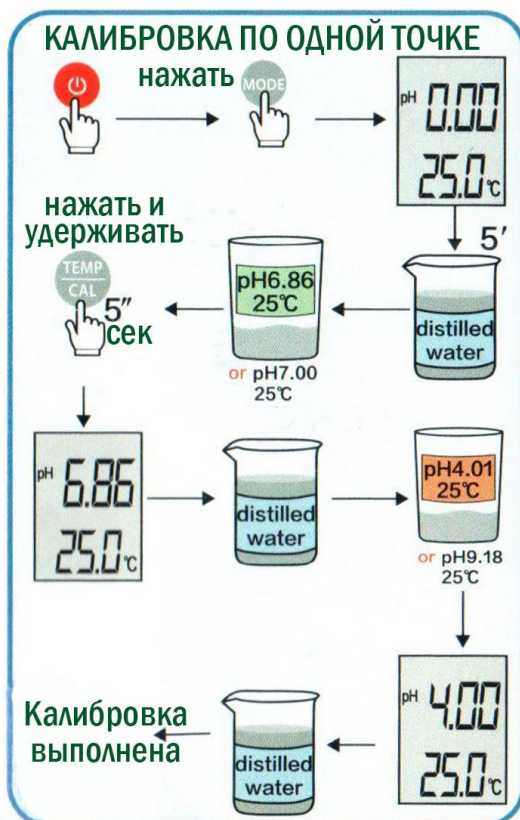 КАЛИБРОВКА ПО ОДНОЙ ТОЧКЕ
нажать
MODE
pH 0.00
25.0℃
нажать и
удерживать
TEMP
CAL
5″
сек
pH6.86
25℃
or pH7.00
25℃
5′
distilled
water
pH 6.86
25.0℃
distilled
water
pH4.01
25℃
or pH9.18
25℃
Калибровка
выполнена
distilled
water
pH 4.00
25.0℃